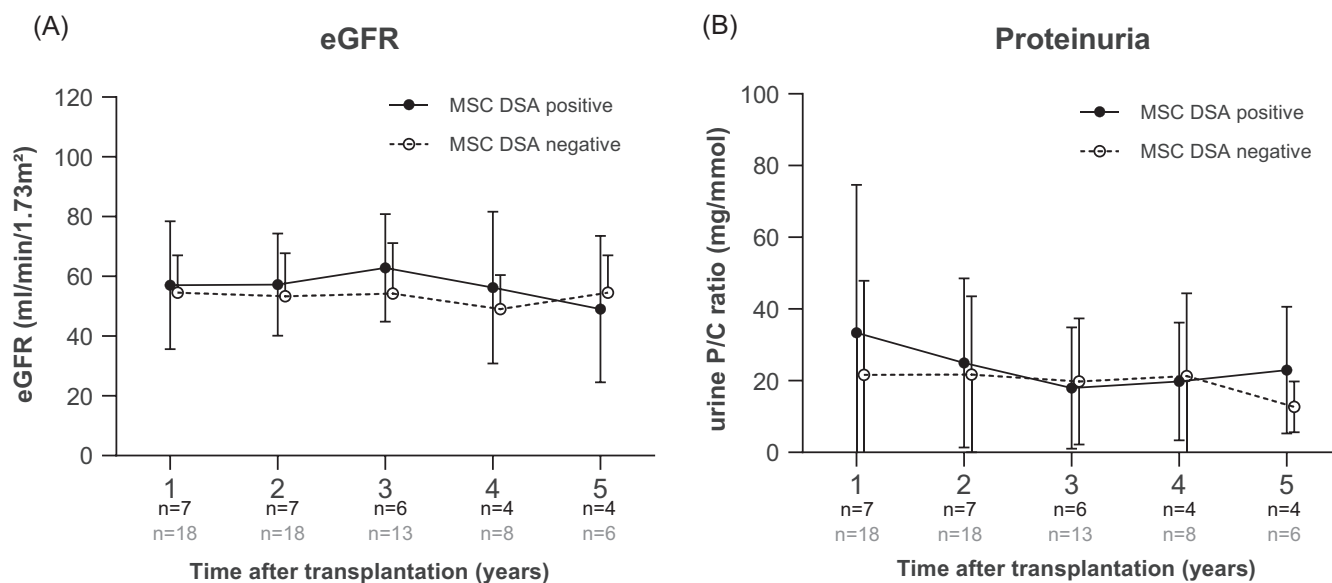 (A)
eGFR
eGFR (ml/min/1.73m²)
120
100
80
60
40
20
0
MSC DSA positive
MSC DSA negative
1 2 3 4 5
n=7 n=7 n=6 n=4 n=4
n=18 n=18 n=13 n=8 n=6
Time after transplantation (years)
(B)
Proteinuria
urine P/C ratio (mg/mmol)
100
80
60
40
20
0
MSC DSA positive
MSC DSA negative
1 2 3 4 5
n=7 n=7 n=6 n=4 n=4
n=18 n=18 n=13 n=8 n=6
Time after transplantation (years)